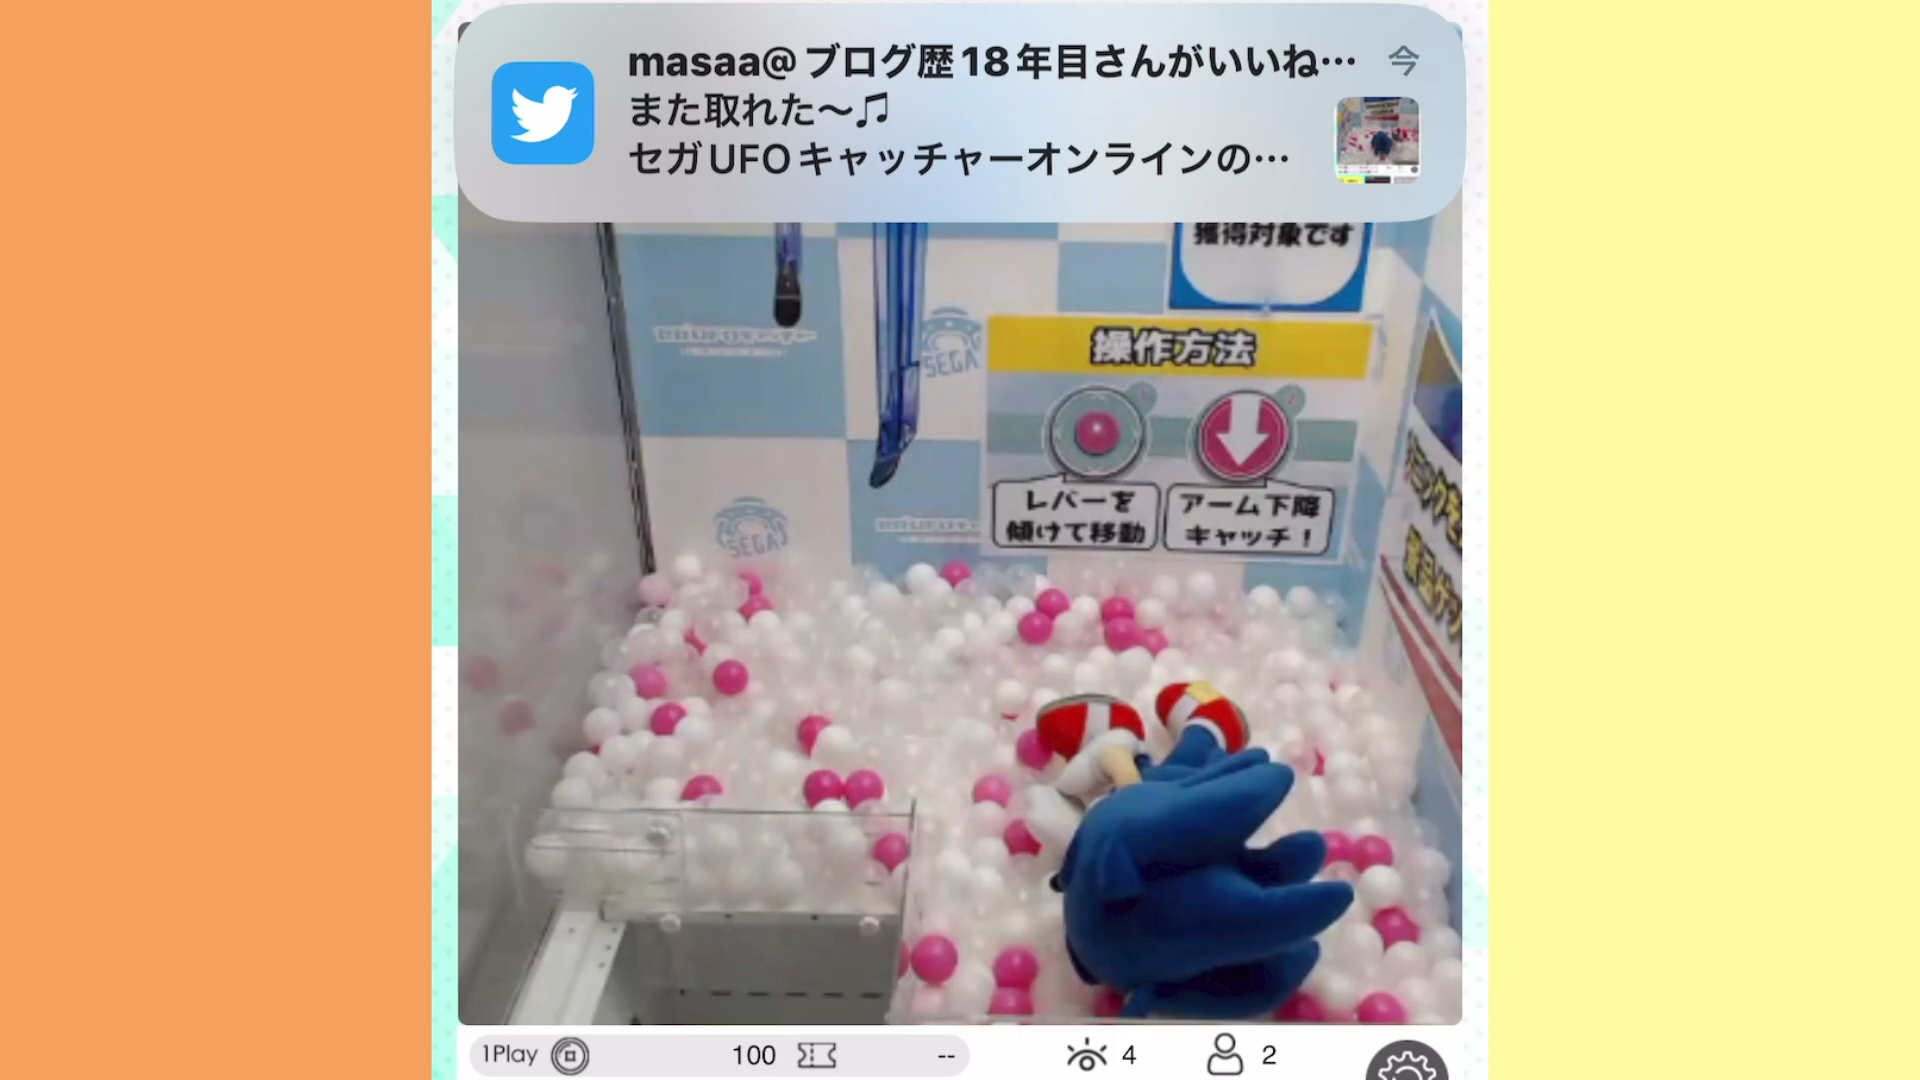 masaa@ブログ歴18年目さんがいいね… 今
また取れた〜♫
セガUFOキャッチャーオンラインの…
獲得対象です
SEGA
操作方法
レバーを
傾けて移動
アーム下降
キャッチ！
SEGA
1Play 100 -- 4 2